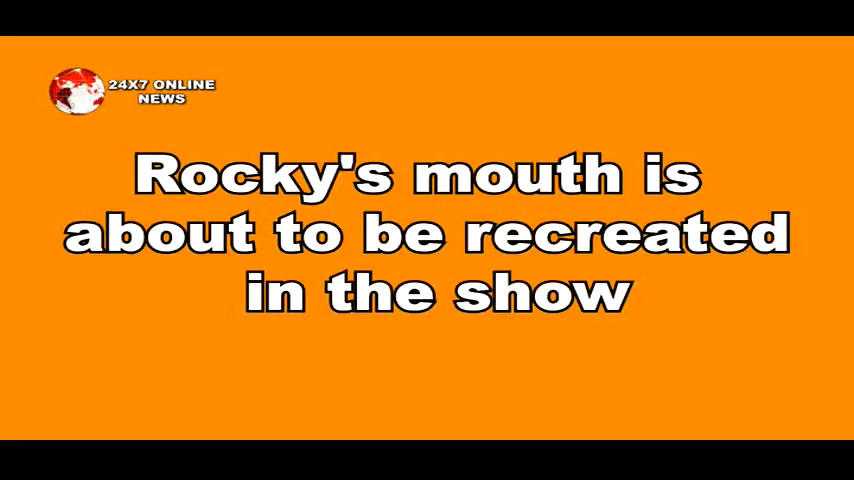 24X7 ONLINE
NEWS
Rocky's mouth is
about to be recreated
in the show